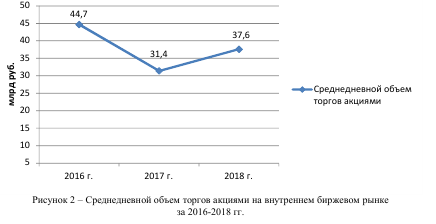 50
45
40
35
30
25
20
15
10
5
млрд руб.
44,7
31,4
37,6
2016 г. 2017 г. 2018 г.
Среднедневной объем
торгов акциями
Рисунок 2 – Среднедневной объем торгов акциями на внутреннем биржевом рынке
за 2016-2018 гг.